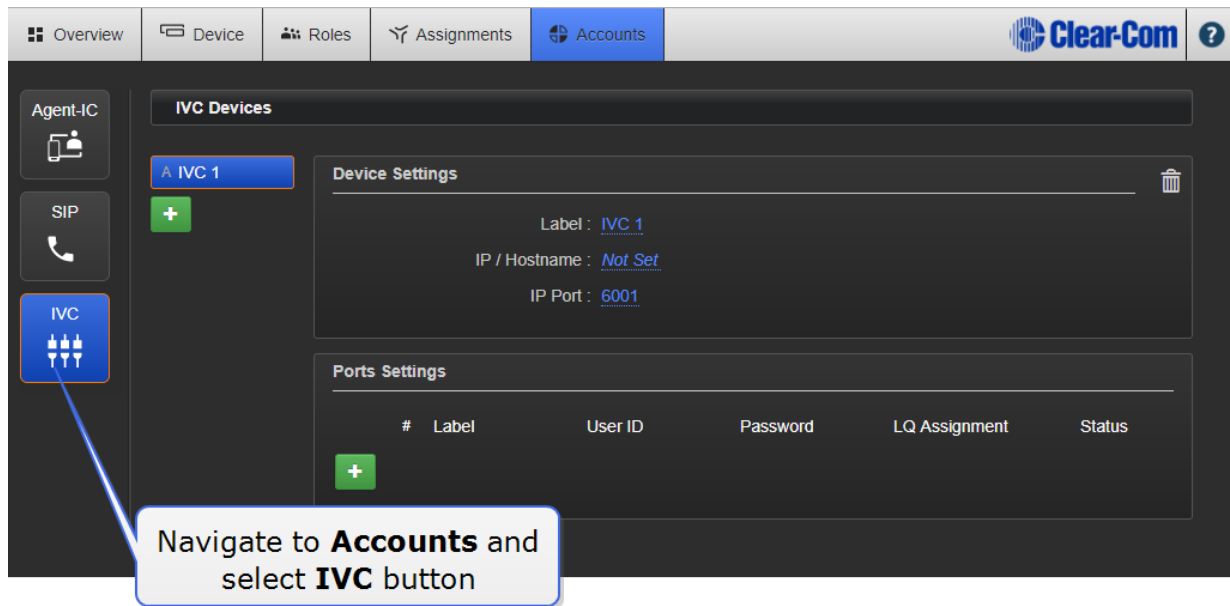 Overview Device Roles Assignments Accounts Clear-Com ?
Agent-IC
IVC Devices
A IVC 1
Device Settings
SIP
+
Label : IVC 1
IP / Hostname : Not Set
IP Port : 6001
IVC
Ports Settings
# Label User ID Password LQ Assignment Status
+
Navigate to Accounts and
select IVC button